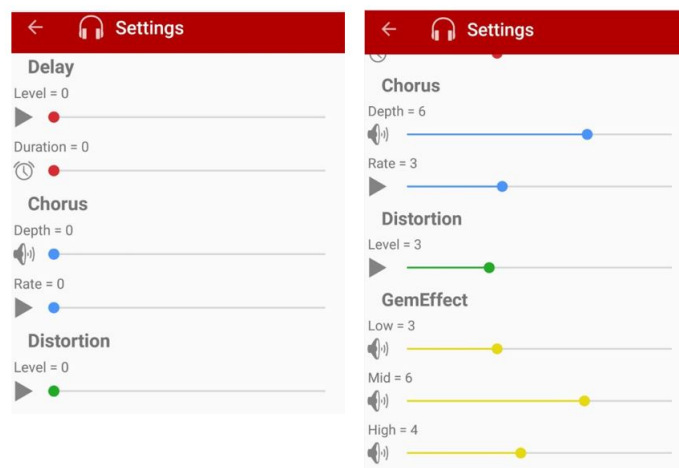 Settings
Delay
Level = 0
Duration = 0
Chorus
Depth = 0
Rate = 0
Distortion
Level = 0
Settings
Chorus
Depth = 6
Rate = 3
Distortion
Level = 3
GemEffect
Low = 3
Mid = 6
High = 4